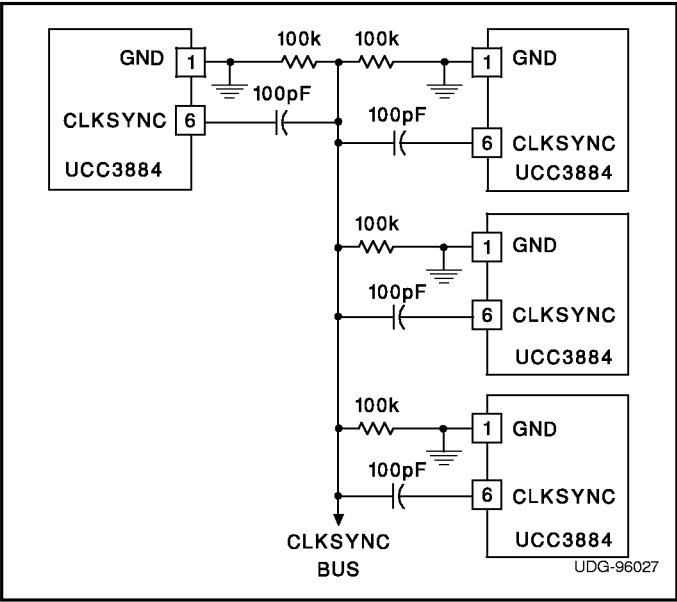 100k 100k
GND 1 1 GND
100pF
CLKSYNC 6
100pF
6 CLKSYNC
UCC3884
UCC3884
100k
1 GND
100pF
6 CLKSYNC
UCC3884
100k
1 GND
100pF
6 CLKSYNC
CLKSYNC
BUS
UCC3884
UDG-96027